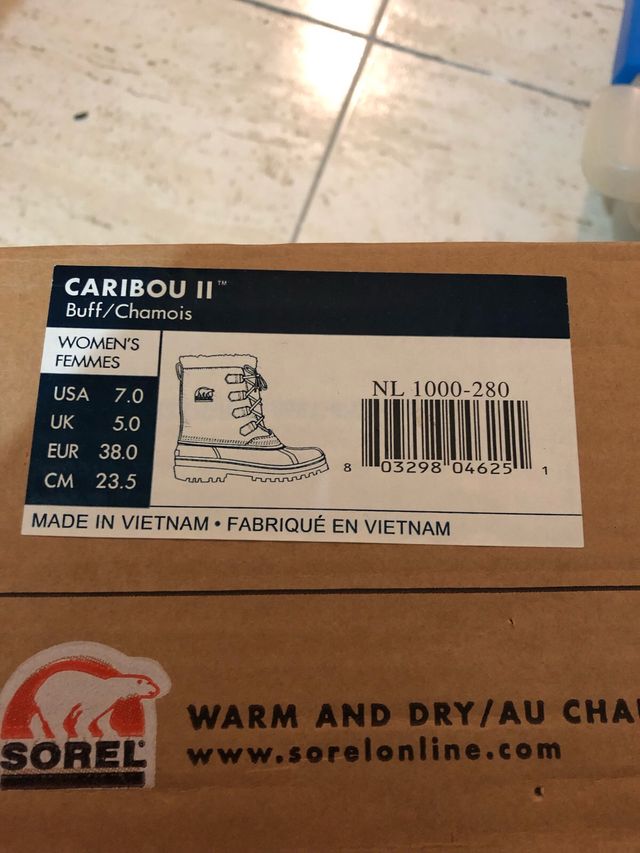 CARIBOU II™
Buff/Chamois
WOMEN'S
FEMMES
USA 7.0
UK 5.0
EUR 38.0
CM 23.5
NL 1000-280
8 03298 04625 1
MADE IN VIETNAM • FABRIQUÉ EN VIETNAM
SOREL®
WARM AND DRY/AU CHA
www.sorelonline.com